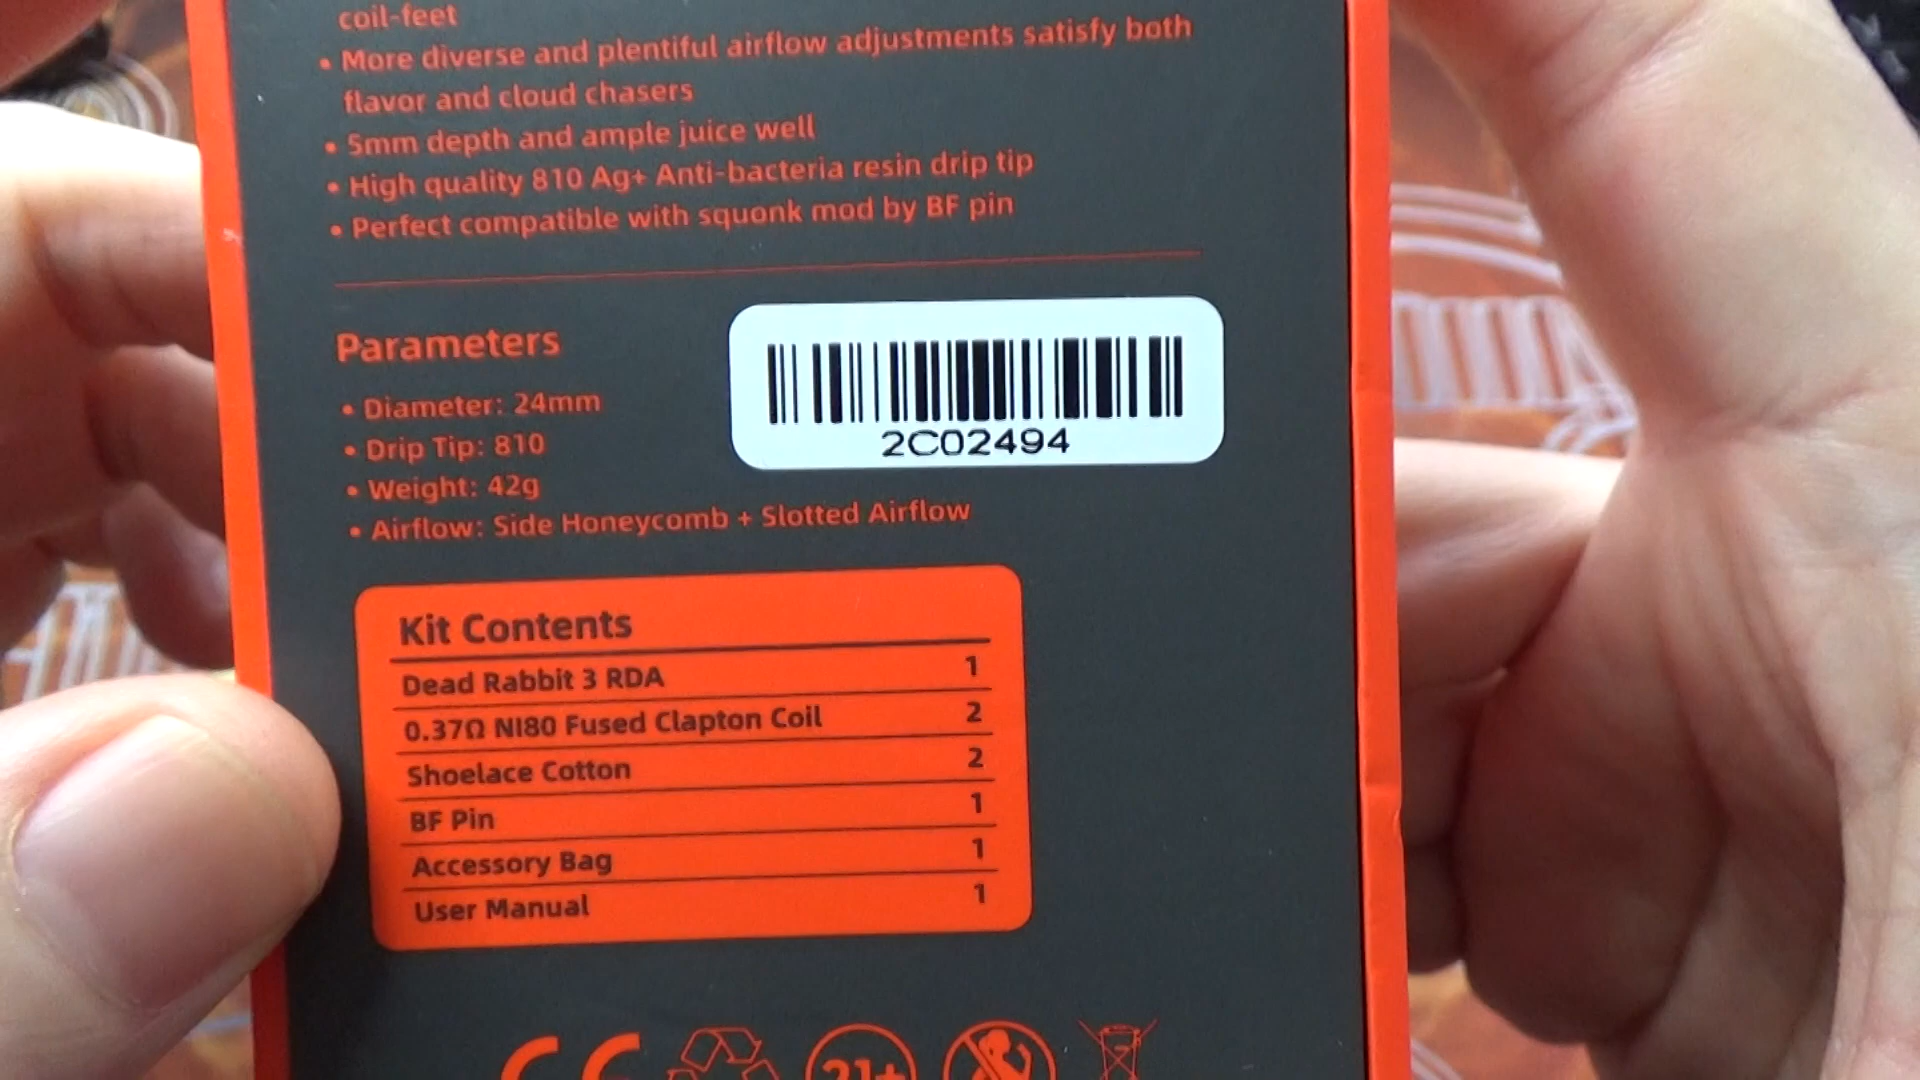 coil-feet
• More diverse and plentiful airflow adjustments satisfy both
flavor and cloud chasers
• 5mm depth and ample juice well
• High quality 810 Ag+ Anti-bacteria resin drip tip
• Perfect compatible with squonk mod by BF pin
Parameters
• Diameter: 24mm
• Drip Tip: 810
• Weight: 42g
• Airflow: Side Honeycomb + Slotted Airflow
2C02494
Kit Contents
Dead Rabbit 3 RDA 1
0.37Ω NI80 Fused Clapton Coil 2
Shoelace Cotton 2
BF Pin 1
Accessory Bag 1
User Manual 1
CE 21+